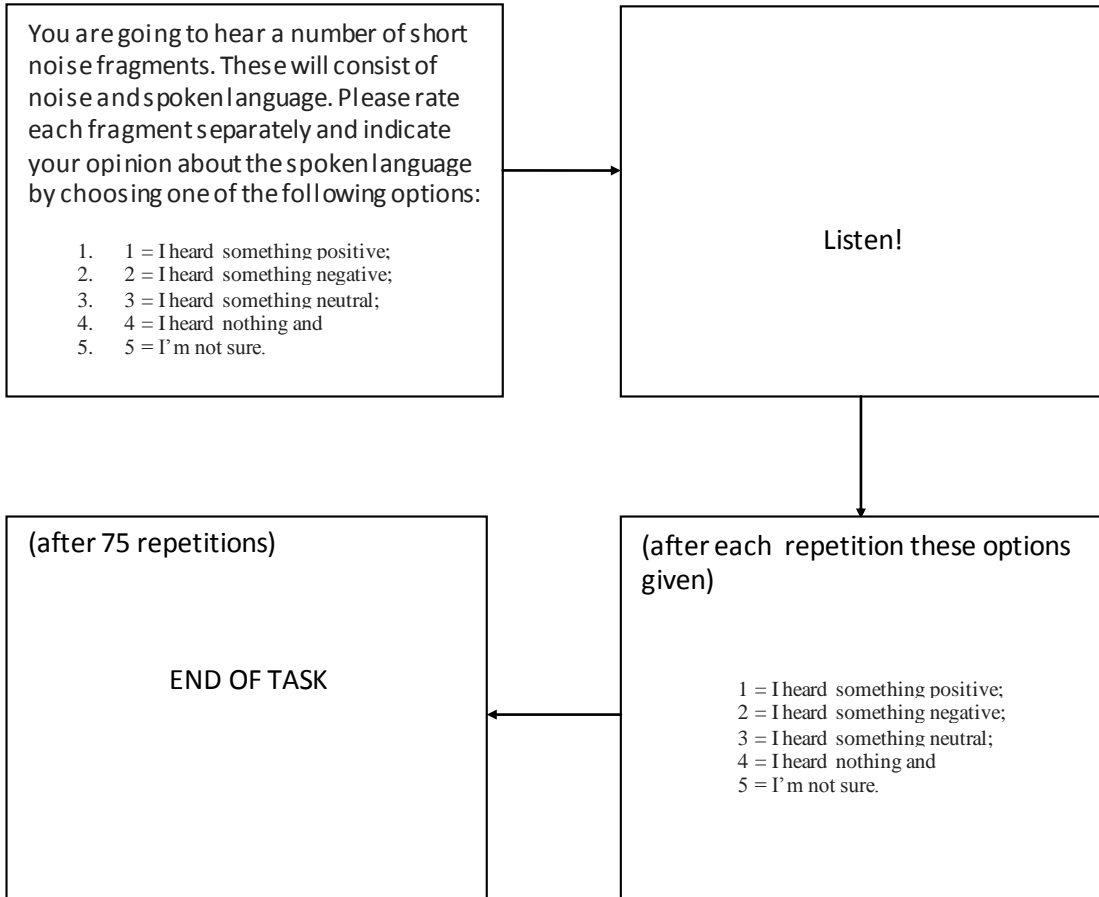 You are going to hear a number of short
noise fragments. These will consist of
noise and spoken language. Please rate
each fragment separately and indicate
your opinion about the spoken language
by choosing one of the following options:
1. 1 = I heard something positive;
2. 2 = I heard something negative;
3. 3 = I heard something neutral;
4. 4 = I heard nothing and
5. 5 = I'm not sure.
Listen!
(after each repetition these options
given)
1 = I heard something positive;
2 = I heard something negative;
3 = I heard something neutral;
4 = I heard nothing and
5 = I'm not sure.
(after 75 repetitions)
END OF TASK